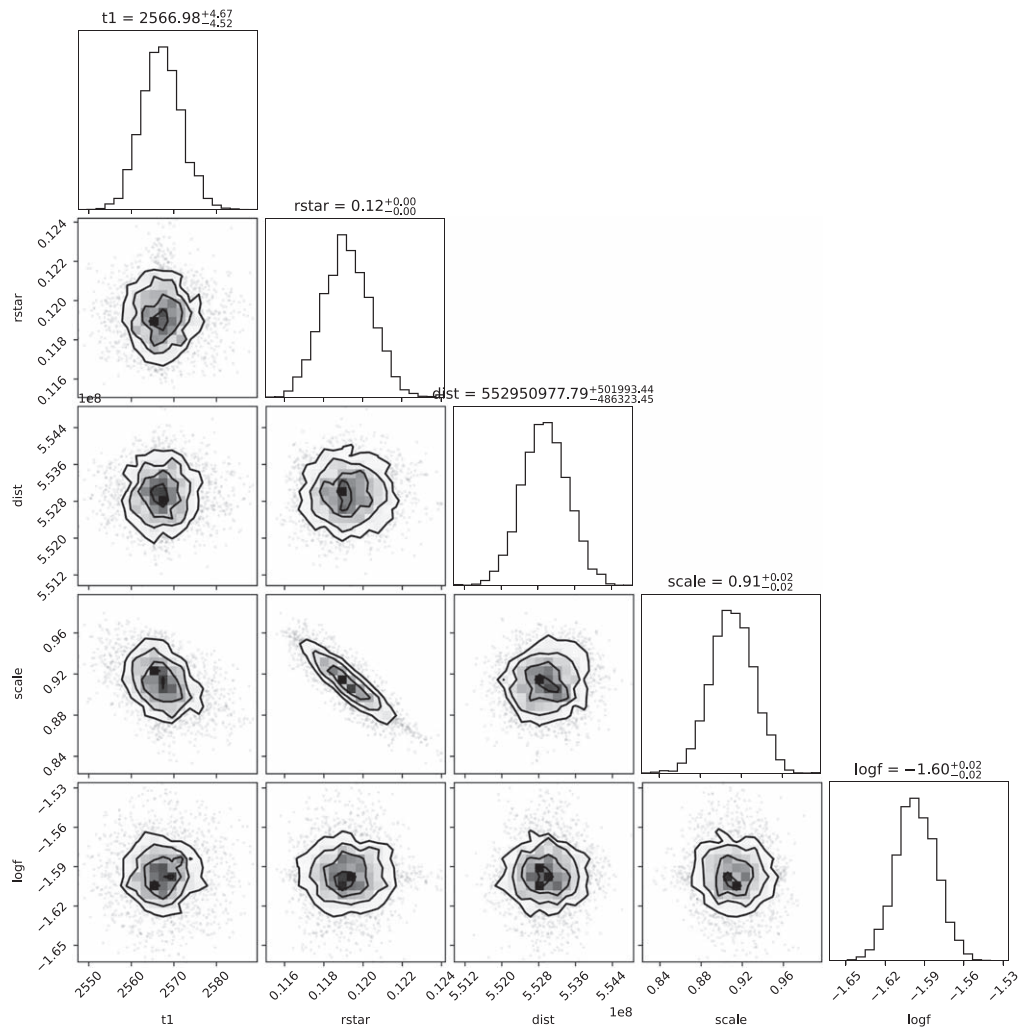 t1 = 2566.98+4.67−4.52
rstar = 0.12+0.00−0.00
0.124
0.122
0.120
0.118
0.116
rstar
dist = 552950977.79+501993.44−486323.45
1e8
5.544
5.536
5.528
5.520
5.512
dist
scale = 0.91+0.02−0.02
0.96
0.92
0.88
0.84
scale
logf = −1.60+0.02−0.02
−1.53
−1.56
−1.59
−1.62
−1.65
logf
2550 2560 2570 2580
0.116 0.118 0.120 0.122 0.124
5.512 5.520 5.528 5.536 5.544
0.84 0.88 0.92 0.96
−1.65 −1.62 −1.59 −1.56 −1.53
1e8
t1 rstar dist scale logf